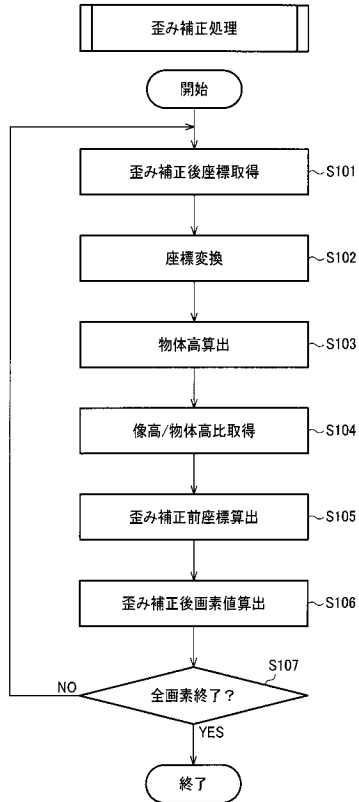 歪み補正処理
開始
歪み補正後座標取得
S101
座標変換
S102
物体高算出
S103
像高/物体高比取得
S104
歪み補正前座標算出
S105
歪み補正後画素値算出
S106
S107
NO
全画素終了？
YES
終了